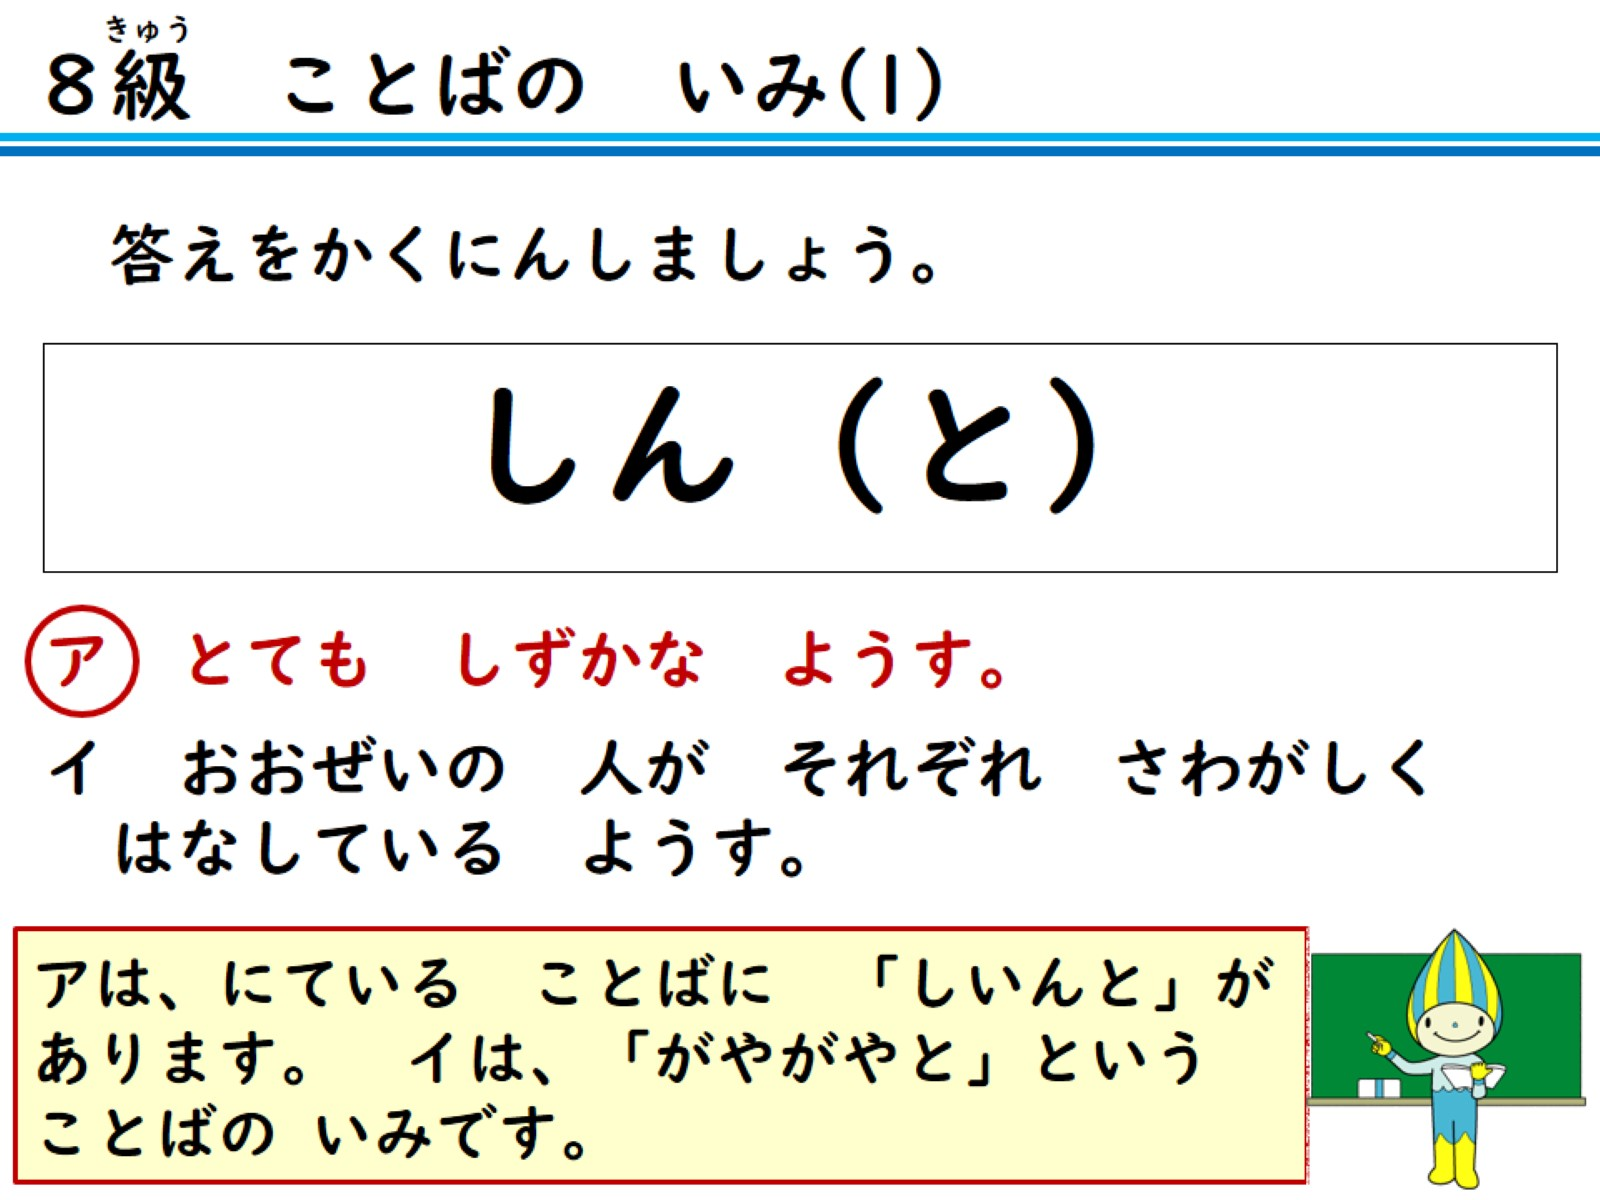 きゅう
８級　ことばの　いみ(1)
答えをかくにんしましょう。
しん（と）
ア　とても　しずかな　ようす。
イ　おおぜいの　人が　それぞれ　さわがしく
はなしている　ようす。
アは、にている　ことばに　「しいんと」が
あります。　イは、「がやがやと」という
ことばの いみです。